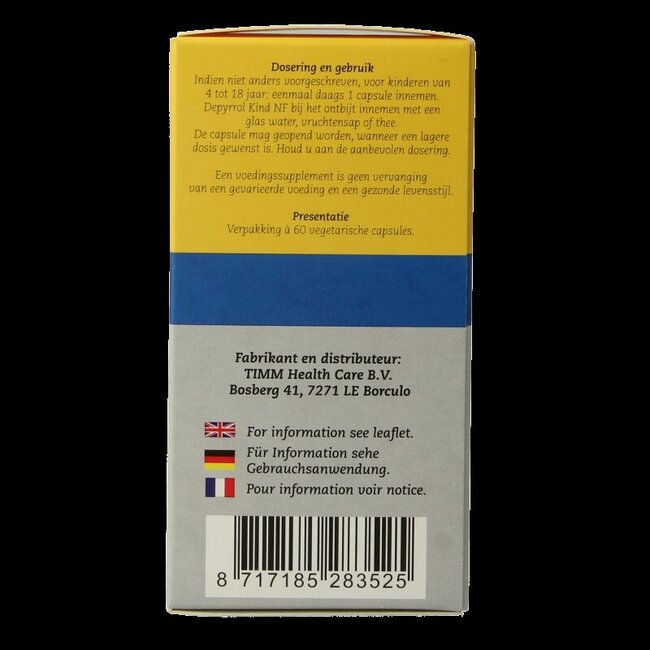 Dosering en gebruik
Indien niet anders voorgeschreven, voor kinderen van
4 tot 18 jaar: eenmaal daags 1 capsule innemen.
Depyrrol Kind NF bij het ontbijt innemen met een
glas water, vruchtensap of thee.
De capsule mag geopend worden, wanneer een lagere
dosis gewenst is. Houd u aan de aanbevolen dosering.
Een voedingssupplement is geen vervanging
van een gevarieerde voeding en een gezonde levensstijl.
Presentatie
Verpakking à 60 vegetarische capsules.
Fabrikant en distributeur:
TIMM Health Care B.V.
Bosberg 41, 7271 LE Borculo
For information see leaflet.
Für Information sehe
Gebrauchsanwendung.
Pour information voir notice.
8 717185 283525